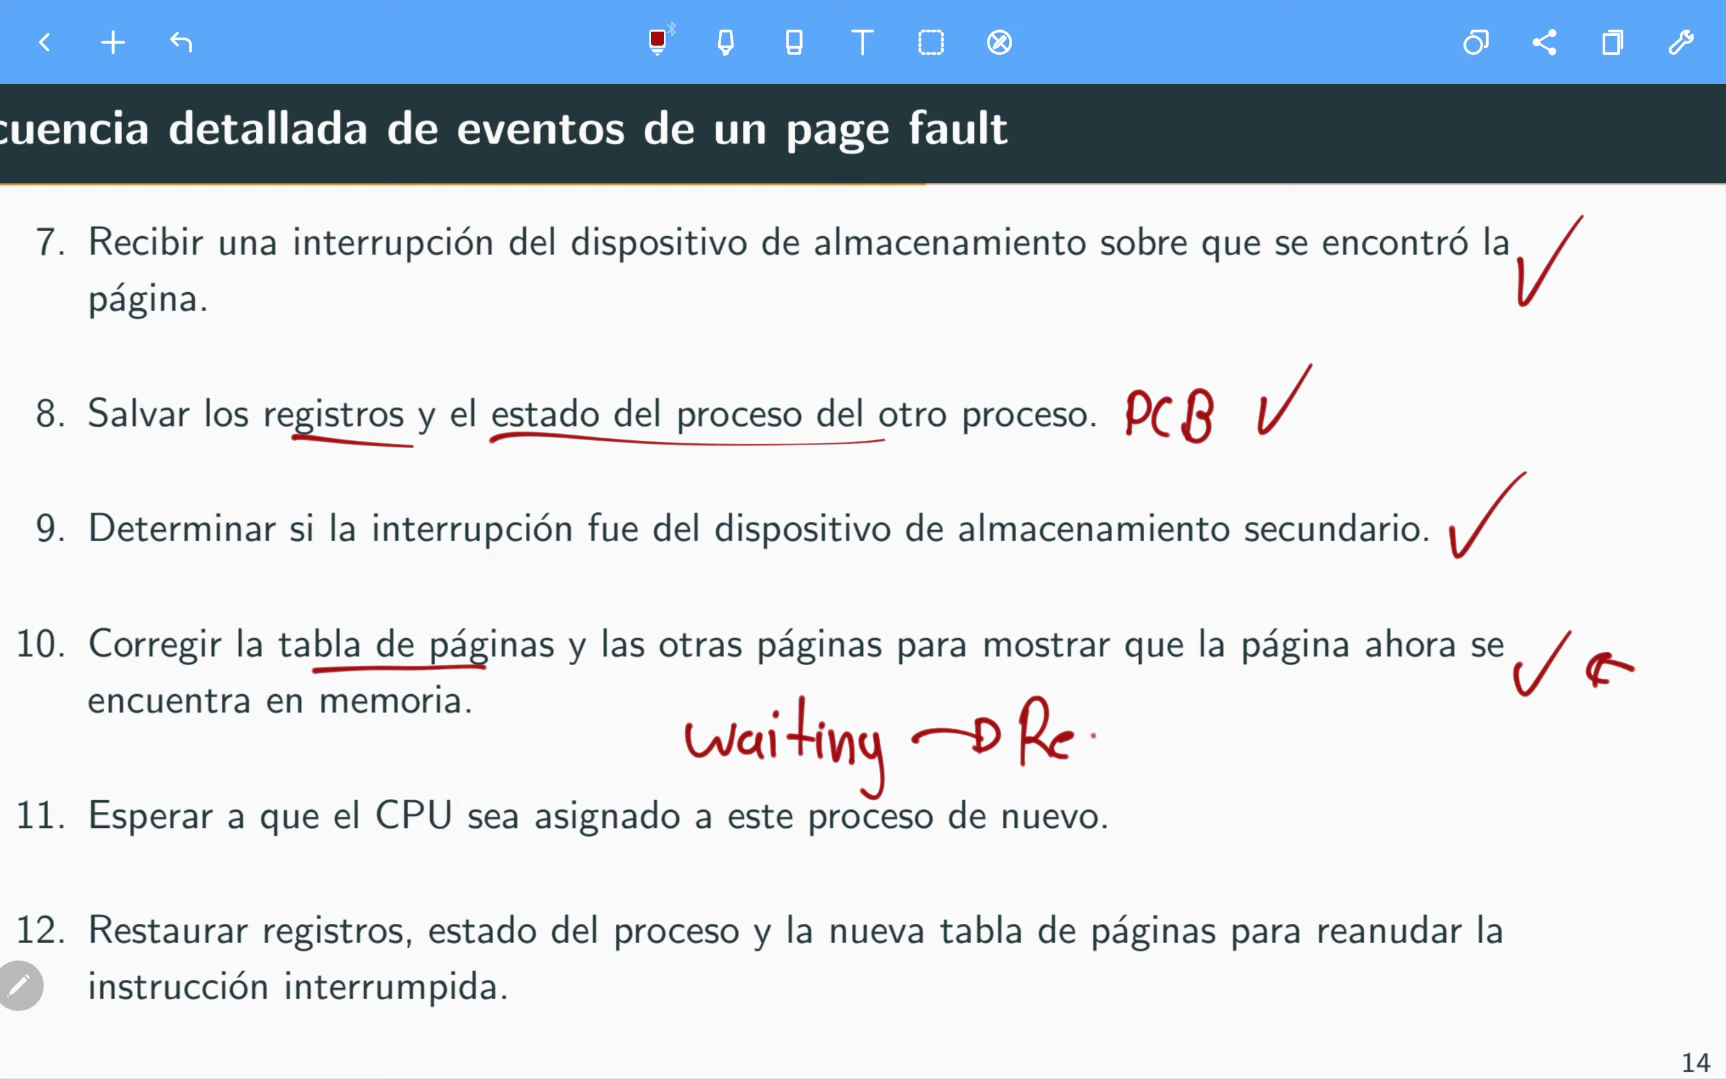 cuencia detallada de eventos de un page fault
7. Recibir una interrupción del dispositivo de almacenamiento sobre que se encontró la
página.
8. Salvar los registros y el estado del proceso del otro proceso. PCB
9. Determinar si la interrupción fue del dispositivo de almacenamiento secundario.
10. Corregir la tabla de páginas y las otras páginas para mostrar que la página ahora se
encuentra en memoria.
waiting → Re
11. Esperar a que el CPU sea asignado a este proceso de nuevo.
12. Restaurar registros, estado del proceso y la nueva tabla de páginas para reanudar la
instrucción interrumpida.
14